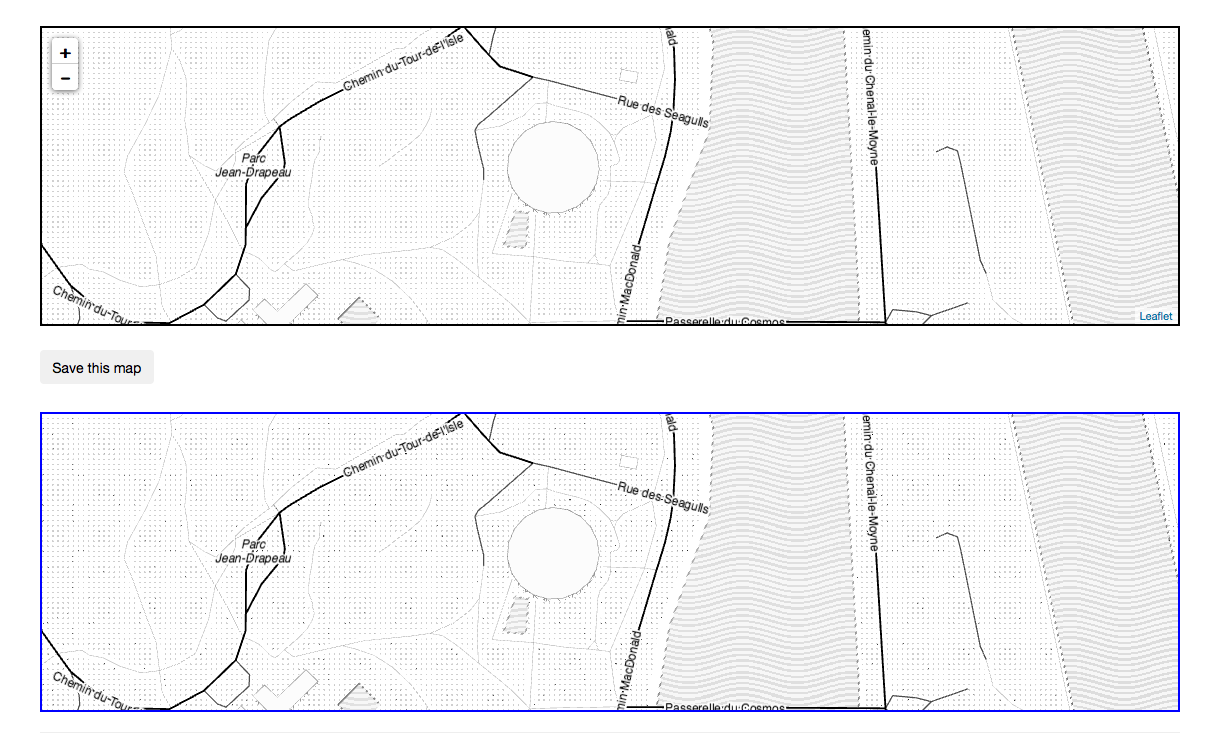 +
−
Chemin·du·Tour-de-l'Isle
Parc
Jean-Drapeau
Rue des Seagulls
emin·du·Chenal-le-Moyne
ald
min·MacDonald
Chemin·du·Tour
Passerelle·du·Cosmos
Leaflet
Save this map
Chemin·du·Tour-de-l'Isle
Parc
Jean-Drapeau
Rue des Seagulls
emin·du·Chenal-le-Moyne
ald
min·MacDonald
Chemin·du·Tour
Passerelle·du·Cosmos